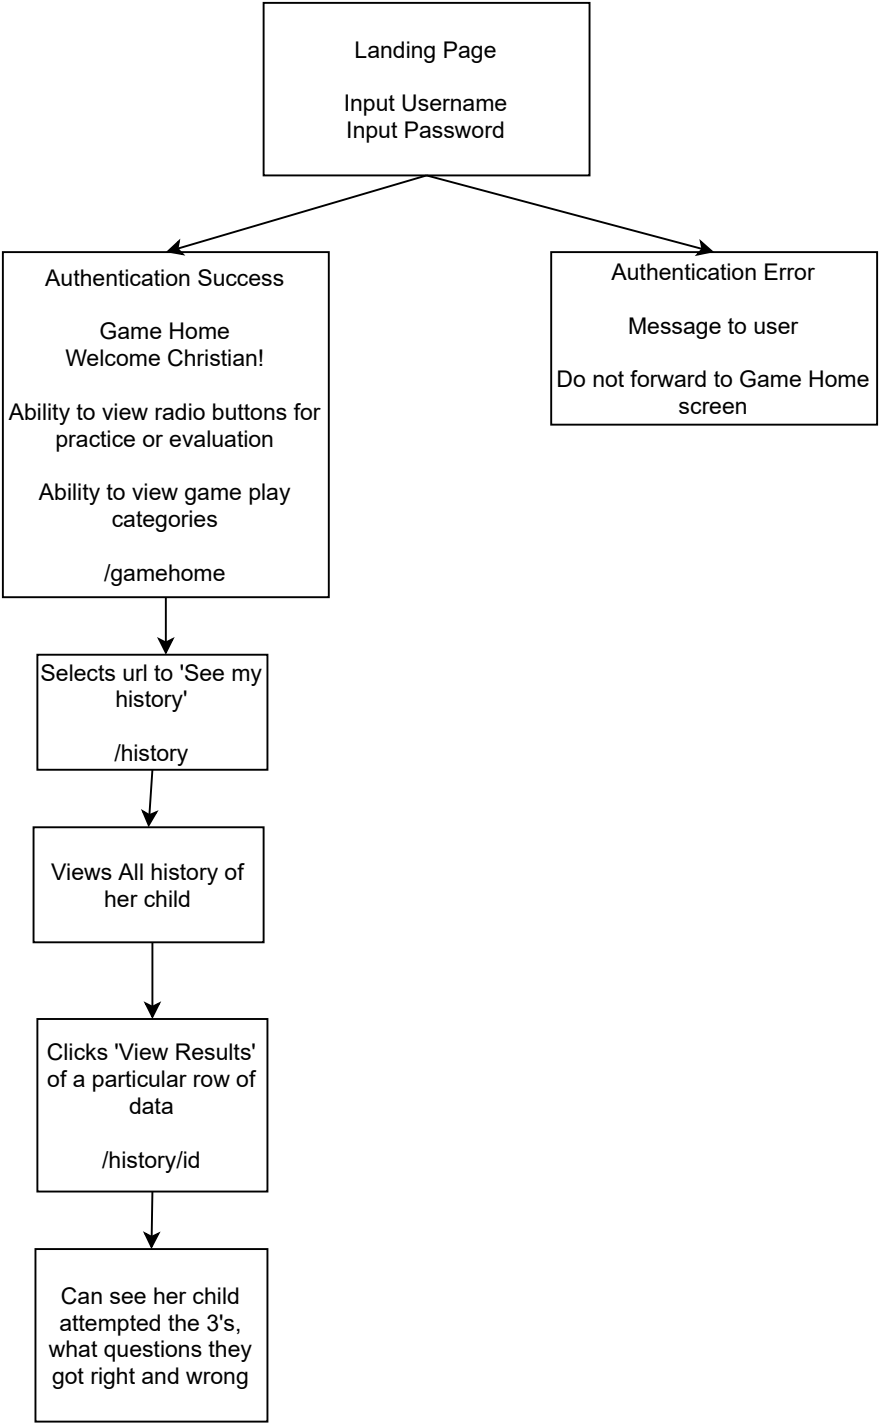 Landing Page
Input Username
Input Password
Authentication Success
Game Home
Welcome Christian!
Ability to view radio buttons for
practice or evaluation
Ability to view game play
categories
/gamehome
Authentication Error
Message to user
Do not forward to Game Home
screen
Selects url to 'See my
history'
/history
Views All history of
her child
Clicks 'View Results'
of a particular row of
data
/history/id
Can see her child
attempted the 3's,
what questions they
got right and wrong